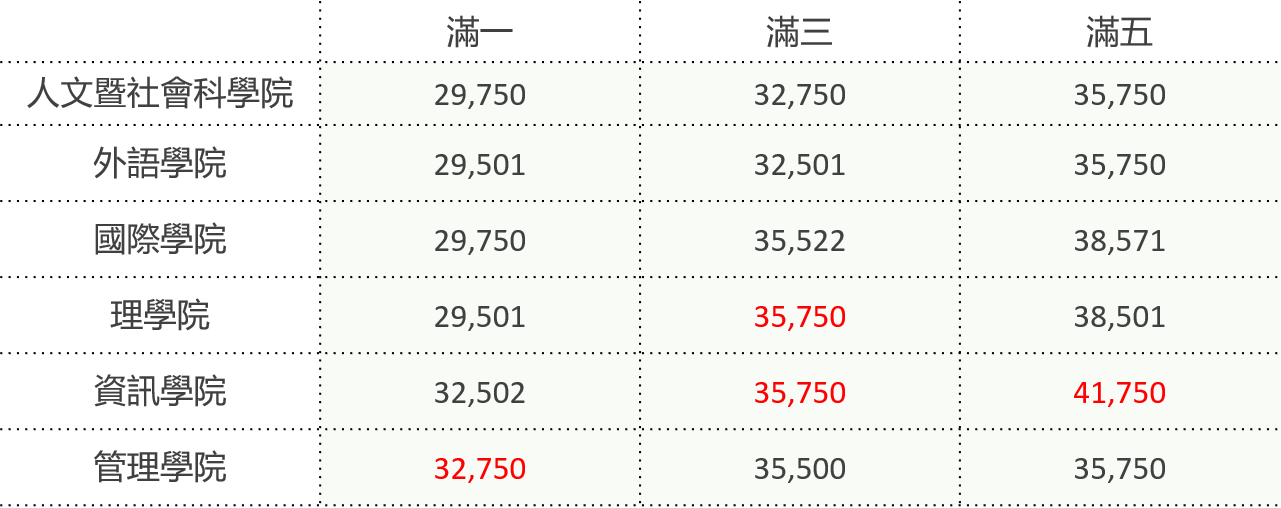 滿一 滿三 滿五
人文暨社會科學院 29,750 32,750 35,750
外語學院 29,501 32,501 35,750
國際學院 29,750 35,522 38,571
理學院 29,501 35,750 38,501
資訊學院 32,502 35,750 41,750
管理學院 32,750 35,500 35,750